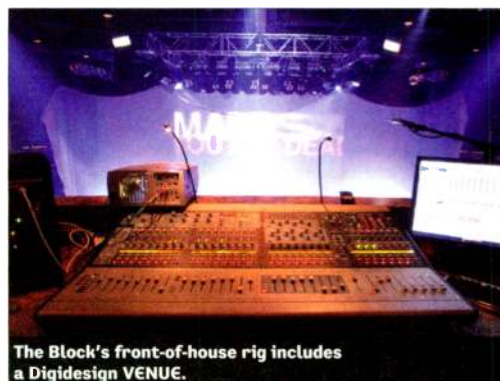 The Block's front-of-house rig includes
a Digidesign VENUE.